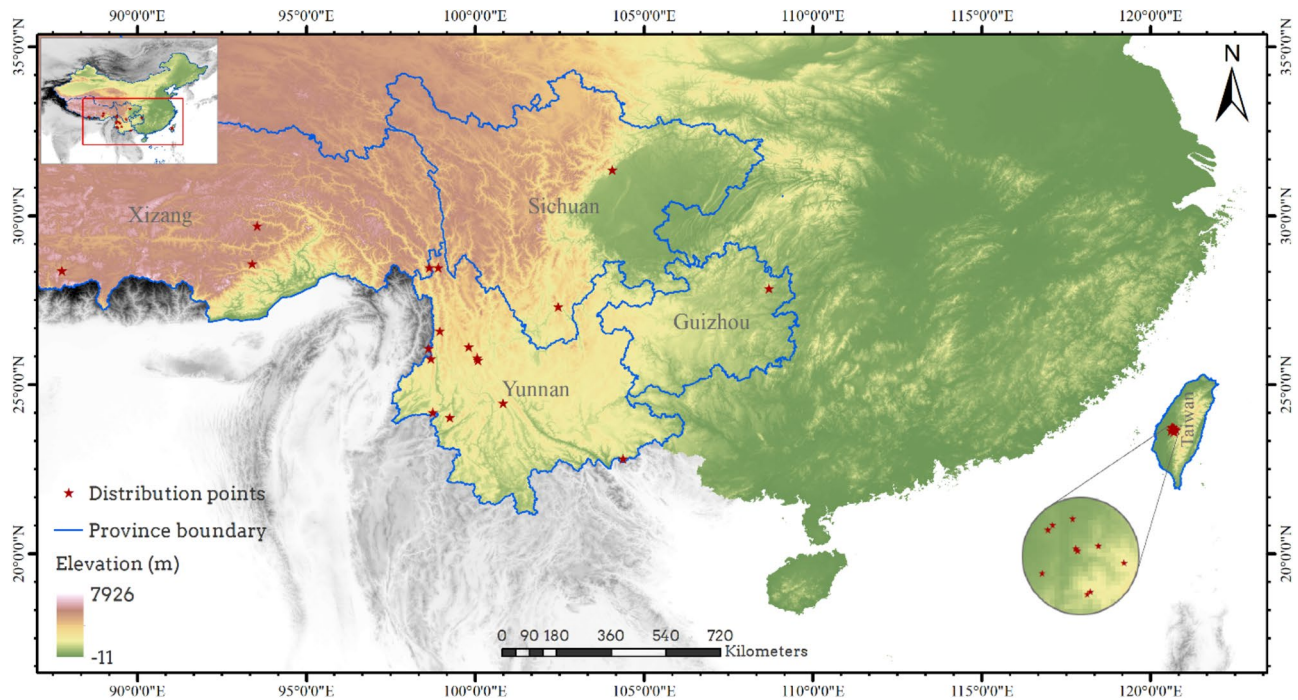 90°0'0"E 95°0'0"E 100°0'0"E 105°0'0"E 110°0'0"E 115°0'0"E 120°0'0"E
35°0'0"N
35°0'0"N
N
Sichuan
Xizang
30°0'0"N
30°0'0"N
Guizhou
Yunnan
25°0'0"N
25°0'0"N
Taiwan
Distribution points
Province boundary
Elevation (m)
7926
-11
20°0'0"N
20°0'0"N
0 90 180 360 540 720
Kilometers
90°0'0"E 95°0'0"E 100°0'0"E 105°0'0"E 110°0'0"E 115°0'0"E 120°0'0"E